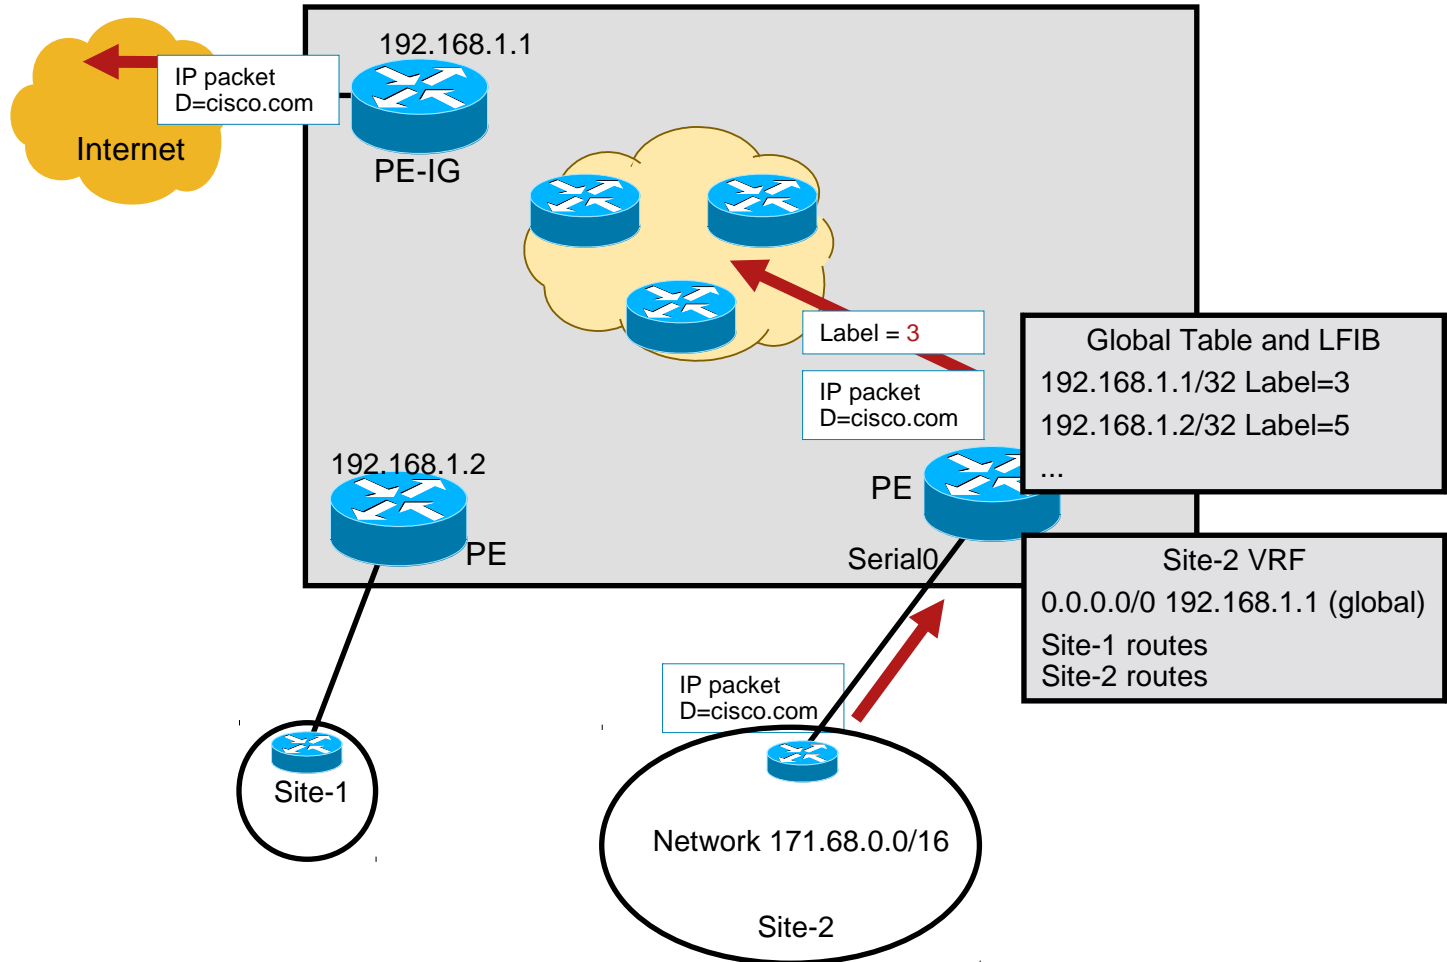 192.168.1.1
IP packet
D=cisco.com
Internet
PE-IG
Label = 3
IP packet
D=cisco.com
Global Table and LFIB
192.168.1.1/32 Label=3
192.168.1.2/32 Label=5
...
192.168.1.2
PE
PE
Serial0
Site-2 VRF
0.0.0.0/0 192.168.1.1 (global)
Site-1 routes
Site-2 routes
IP packet
D=cisco.com
Site-1
Network 171.68.0.0/16
Site-2